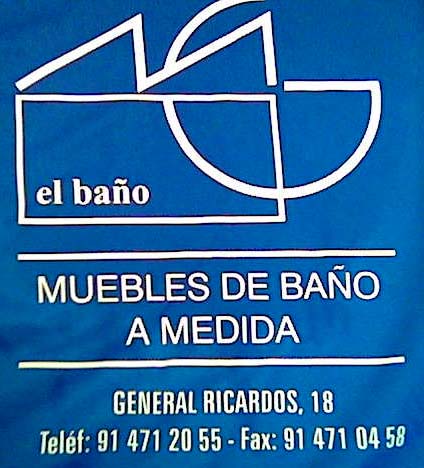 el baño
MUEBLES DE BAÑO
A MEDIDA
GENERAL RICARDOS, 18
Teléf: 91 471 20 55 - Fax: 91 471 04 58